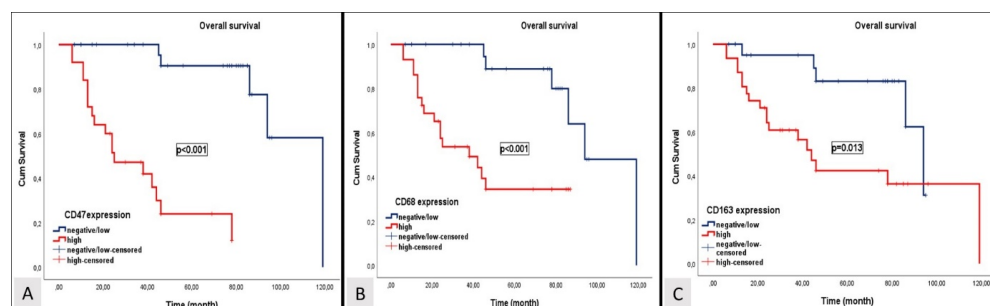 Overall survival
1,0
0,8
0,6
0,4
0,2
0,0
Cum Survival
p<0.001
CD47expression
negative/low
high
negative/low-censored
high-censored
,00 20,00 40,00 60,00 80,00 100,00 120,00
Time (month)
A
Overall survival
1,0
0,8
0,6
0,4
0,2
0,0
Cum Survival
p<0.001
CD68 expression
negative/low
high
negative/low-censored
high-censored
,00 20,00 40,00 60,00 80,00 100,00 120,00
Time (month)
B
Overall survival
1,0
0,8
0,6
0,4
0,2
0,0
Cum Survival
p=0.013
CD163 expression
negative/low
high
negative/low-
censored
high-censored
,00 20,00 40,00 60,00 80,00 100,00 120,00
Time (month)
C